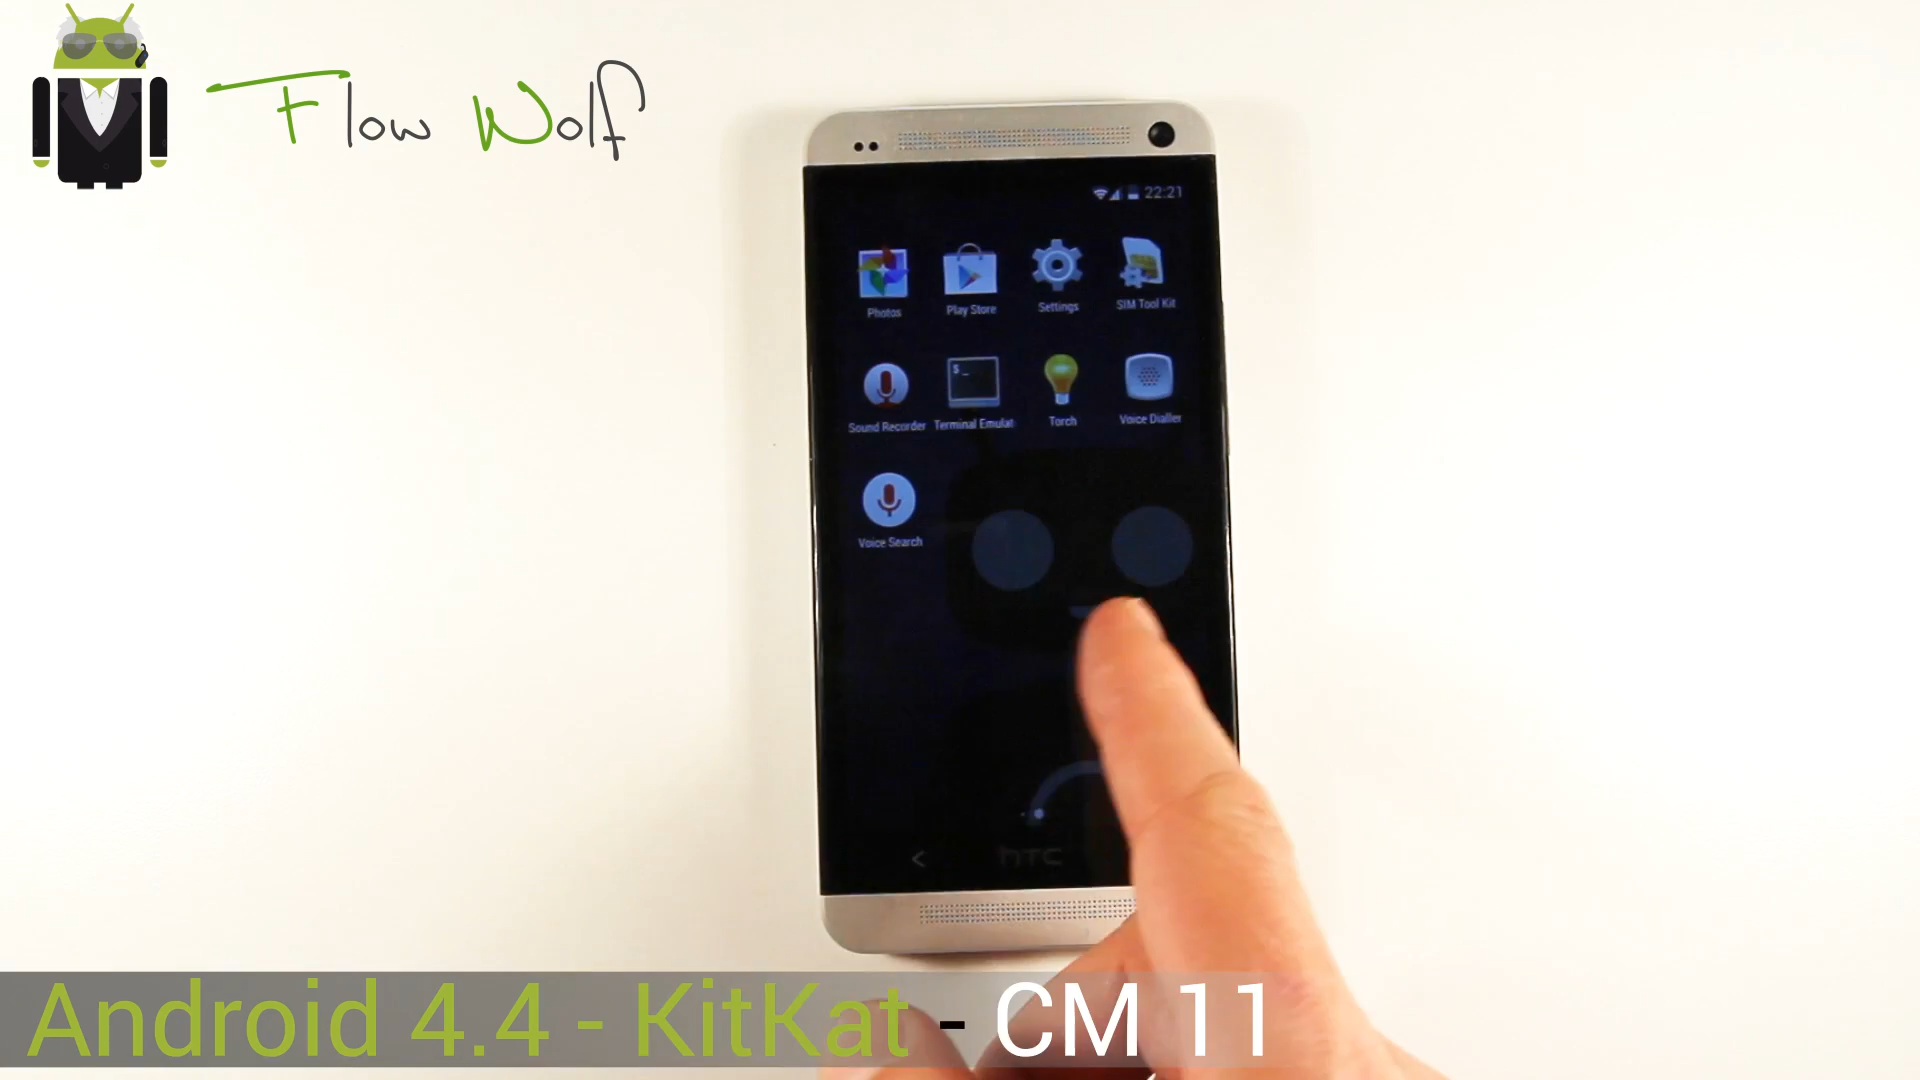 Flow Wolf
22:21
Photos Play Store Settings SIM Tool Kit
$_
Sound Recorder Terminal Emulat Torch Voice Dialler
Voice Search
<
hTC
Android 4.4 - KitKat - CM 11